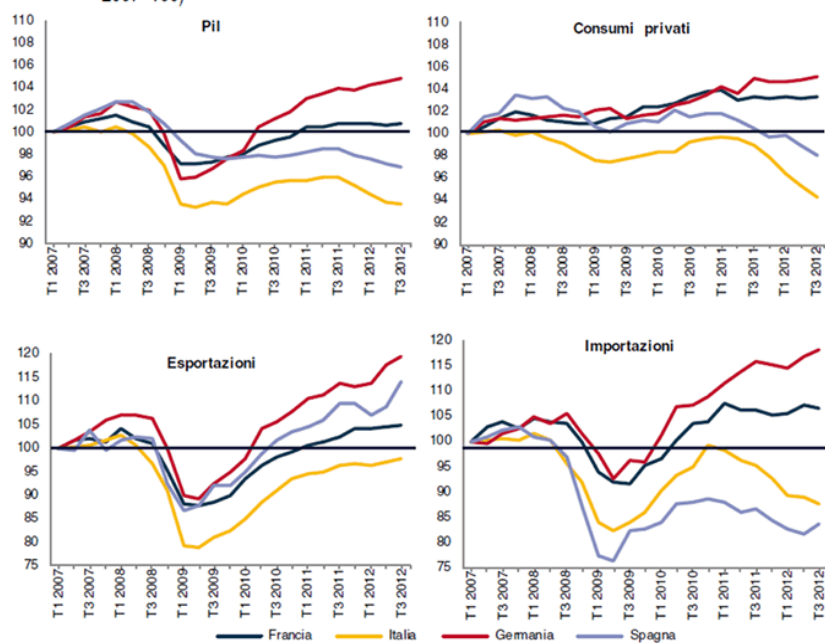 2007=100)
Pil
110
108
106
104
102
100
98
96
94
92
90
T1 2007
T3 2007
T1 2008
T3 2008
T1 2009
T3 2009
T1 2010
T3 2010
T1 2011
T3 2011
T1 2012
T3 2012
Consumi privati
110
108
106
104
102
100
98
96
94
92
90
T1 2007
T3 2007
T1 2008
T3 2008
T1 2009
T3 2009
T1 2010
T3 2010
T1 2011
T3 2011
T1 2012
T3 2012
Esportazioni
120
115
110
105
100
95
90
85
80
75
T1 2007
T3 2007
T1 2008
T3 2008
T1 2009
T3 2009
T1 2010
T3 2010
T1 2011
T3 2011
T1 2012
T3 2012
Importazioni
120
115
110
105
100
95
90
85
80
75
T1 2007
T3 2007
T1 2008
T3 2008
T1 2009
T3 2009
T1 2010
T3 2010
T1 2011
T3 2011
T1 2012
T3 2012
Francia Italia Germania Spagna